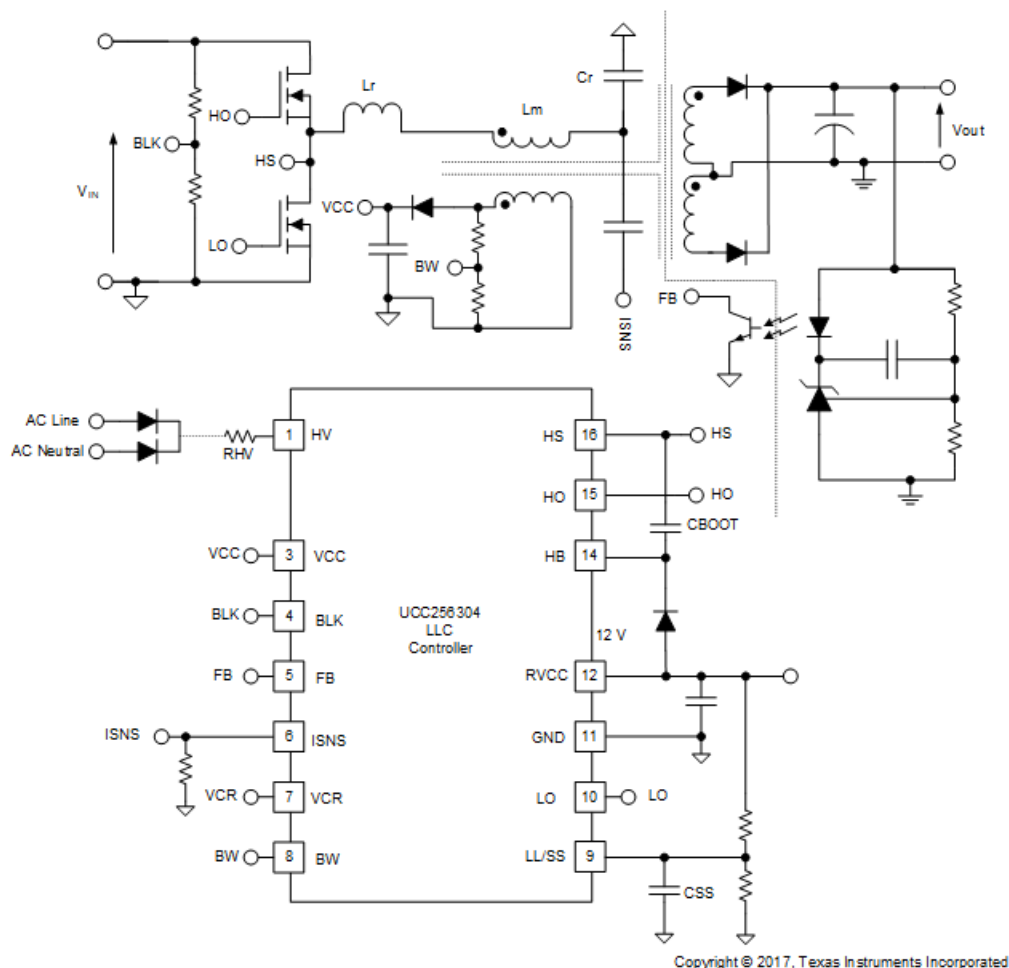 Cr
Lr
Lm
HO
BLK
Vout
HS
VIN
VCC
LO
BW
FB
ISNS
AC Line
AC Neutral
RHV
1
HV
HS
16
HS
HO
15
HO
CBOOT
VCC
3
VCC
HB
14
BLK
4
BLK
UCC256304
LLC
Controller
12 V
FB
5
FB
RVCC
12
ISNS
6
ISNS
GND
11
VCR
7
VCR
LO
10
LO
BW
8
BW
LL/SS
9
CSS
Copyright © 2017, Texas Instruments Incorporated